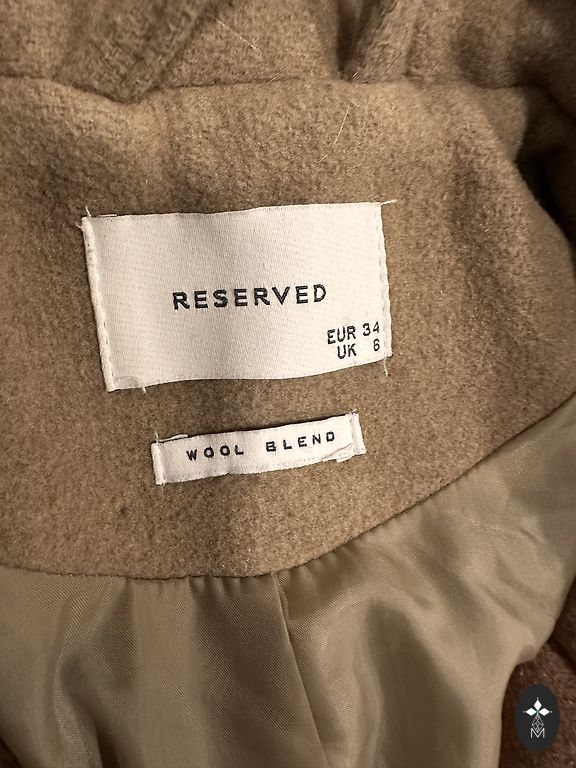 RESERVED
EUR 34
UK 6
WOOL BLEND
M